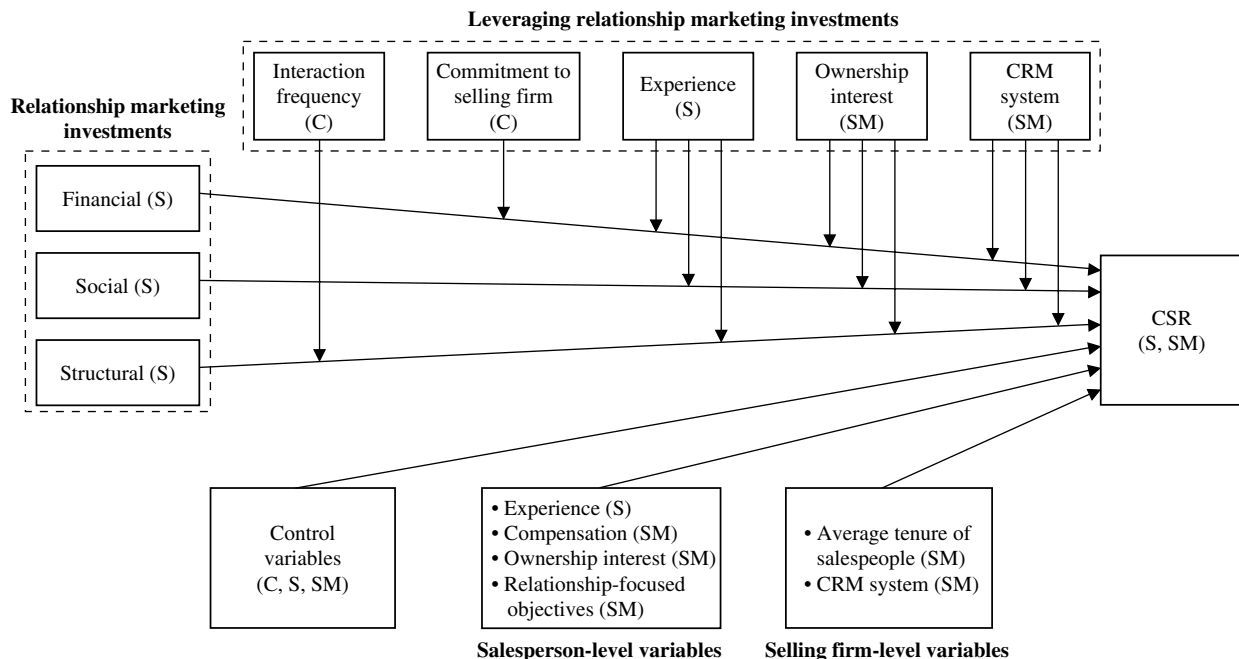 Leveraging relationship marketing investments
Interaction
frequency
(C)
Commitment to
selling firm
(C)
Experience
(S)
Ownership
interest
(SM)
CRM
system
(SM)
Relationship marketing
investments
Financial (S)
Social (S)
Structural (S)
CSR
(S, SM)
Control
variables
(C, S, SM)
• Experience (S)
• Compensation (SM)
• Ownership interest (SM)
• Relationship-focused
objectives (SM)
Salesperson-level variables
• Average tenure of
salespeople (SM)
• CRM system (SM)
Selling firm-level variables